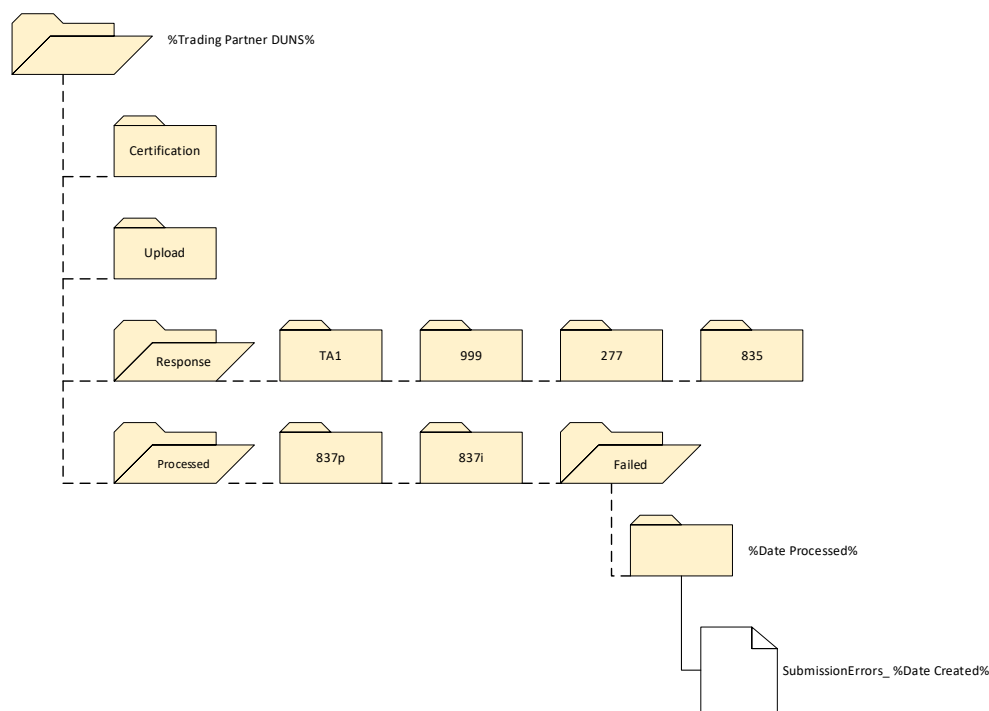 %Trading Partner DUNS%
Certification
Upload
Response
TA1
999
277
835
Processed
837p
837i
Failed
%Date Processed%
SubmissionErrors_ %Date Created%